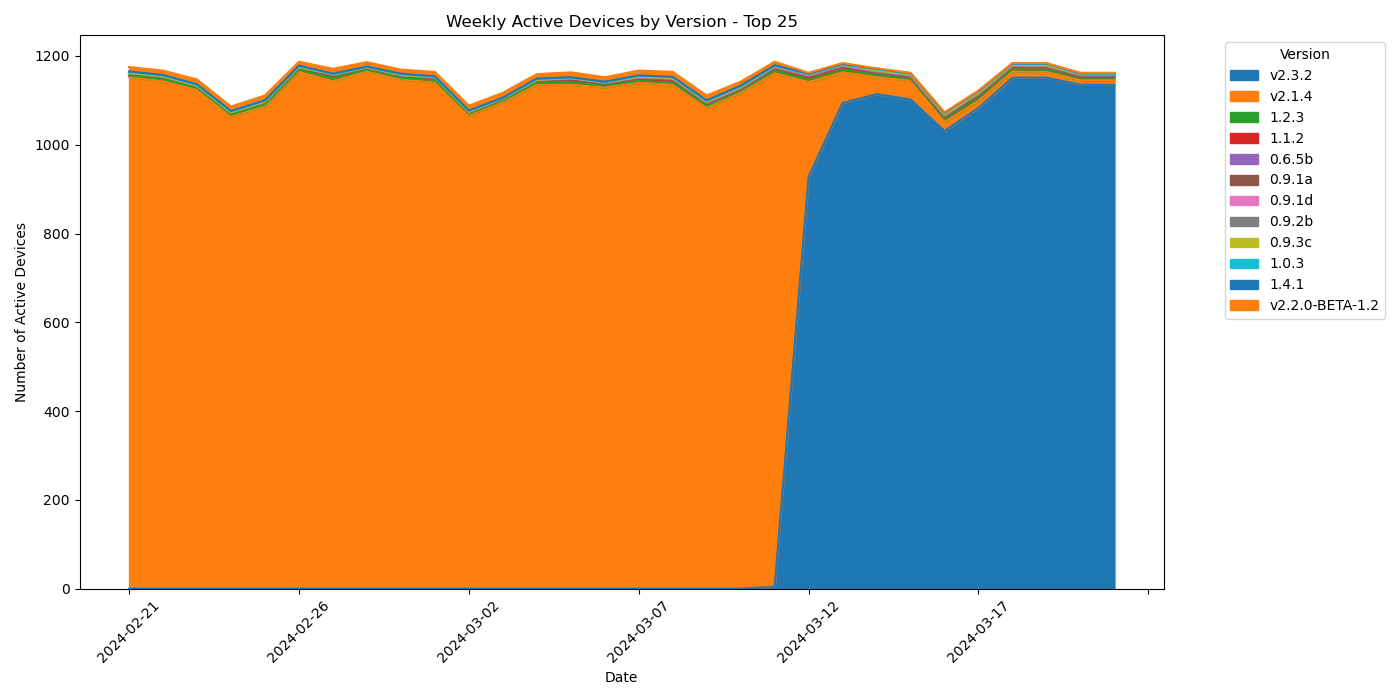 Weekly Active Devices by Version - Top 25
Number of Active Devices
1200
1000
800
600
400
200
0
2024-02-21
2024-02-26
2024-03-02
2024-03-07
2024-03-12
2024-03-17
Date
Version
v2.3.2
v2.1.4
1.2.3
1.1.2
0.6.5b
0.9.1a
0.9.1d
0.9.2b
0.9.3c
1.0.3
1.4.1
v2.2.0-BETA-1.2